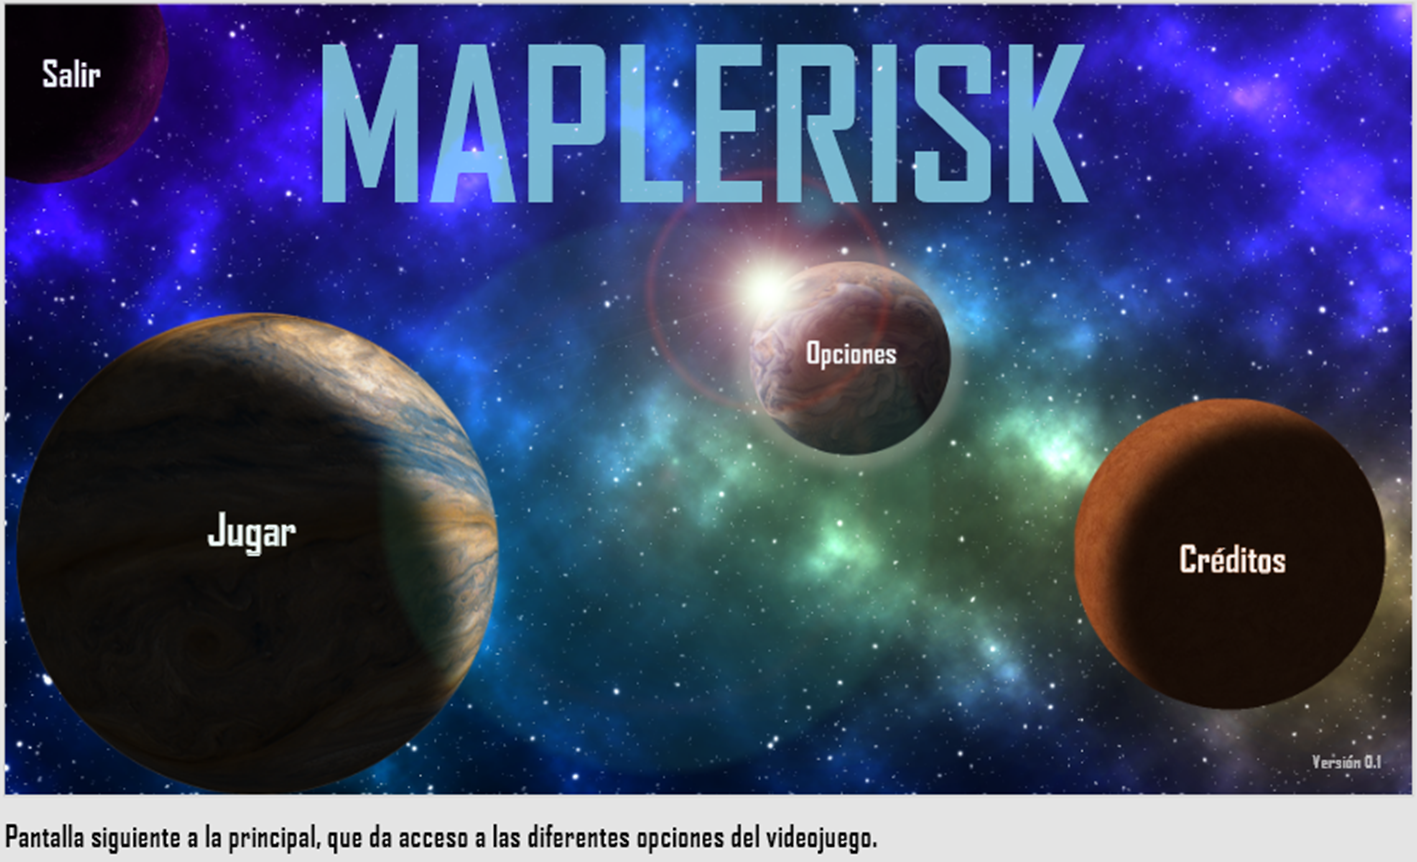 Salir
MAPLERISK
Opciones
Jugar
Créditos
Versión 0.1
Pantalla siguiente a la principal, que da acceso a las diferentes opciones del videojuego.